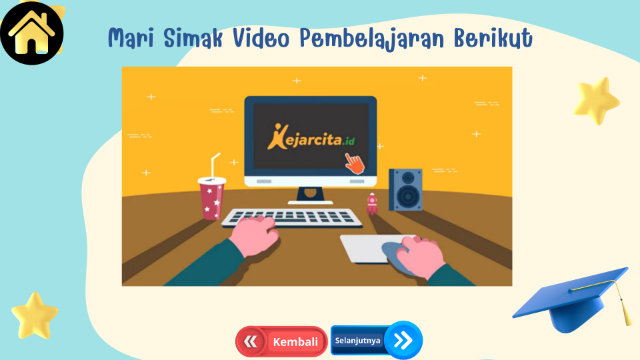 Mari Simak Video Pembelajaran Berikut
Kejarcita.id
Kembali
Selanjutnya